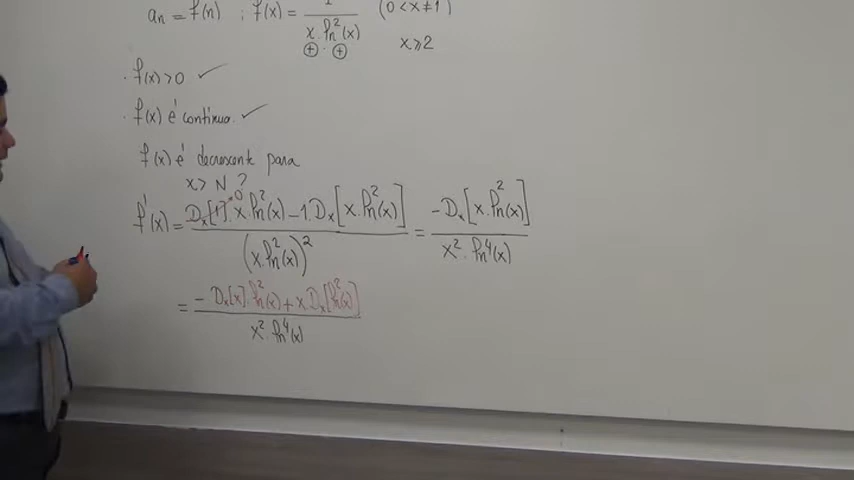 aₙ = f(n) ; f(x) = 1 / (x·ln²(x)) (0 < x ≠ 1)
⊕ · ⊕ x ⩾ 2
· f(x) > 0 ✓
· f(x) é contínua. ✓
f(x) é decrescente para
x > N ?
f'(x) = (Dₓ[1]⁰ · x·ln²(x) − 1·Dₓ[x·ln²(x)]) / (x·ln²(x))² = −Dₓ[x·ln²(x)] / (x²·ln⁴(x))
= (− Dₓ[x]·ln²(x) + x·Dₓ[ln²(x)]) / (x²·ln⁴(x))